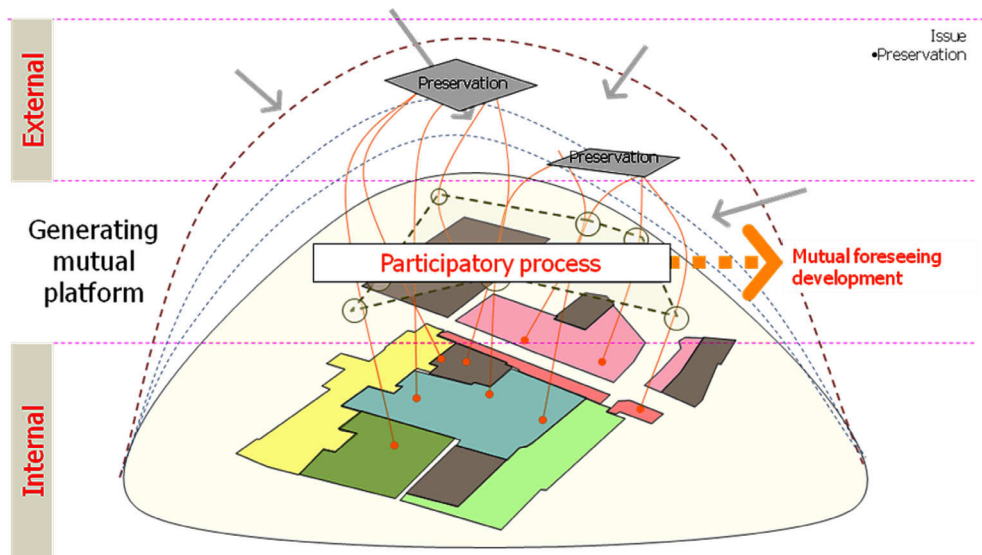 External
Issue
•Preservation
Preservation
Preservation
Generating
mutual
platform
Participatory process
Mutual foreseeing
development
Internal